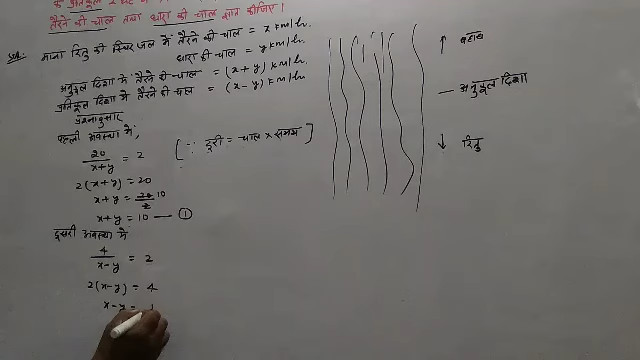 तैरने की चाल तथा धारा की चाल ज्ञात कीजिए।
माना रितु की स्थिर जल में तैरने की चाल = x km/h.
धारा की चाल = y km/h.
अनुकूल दिशा में तैरने की चाल = (x+y) km/h
प्रतिकूल दिशा में तैरने की चाल = (x-y) km/h
प्रश्नानुसार
पहली अवस्था में,
20/(x+y) = 2 [∵ दूरी = चाल × समय]
2(x+y) = 20
x+y = 20/2 10
x+y = 10 — ①
दूसरी अवस्था में
4/(x-y) = 2
2(x-y) = 4
x-y =
↑ बहाव
— अनुकूल दिशा
↓ रितु